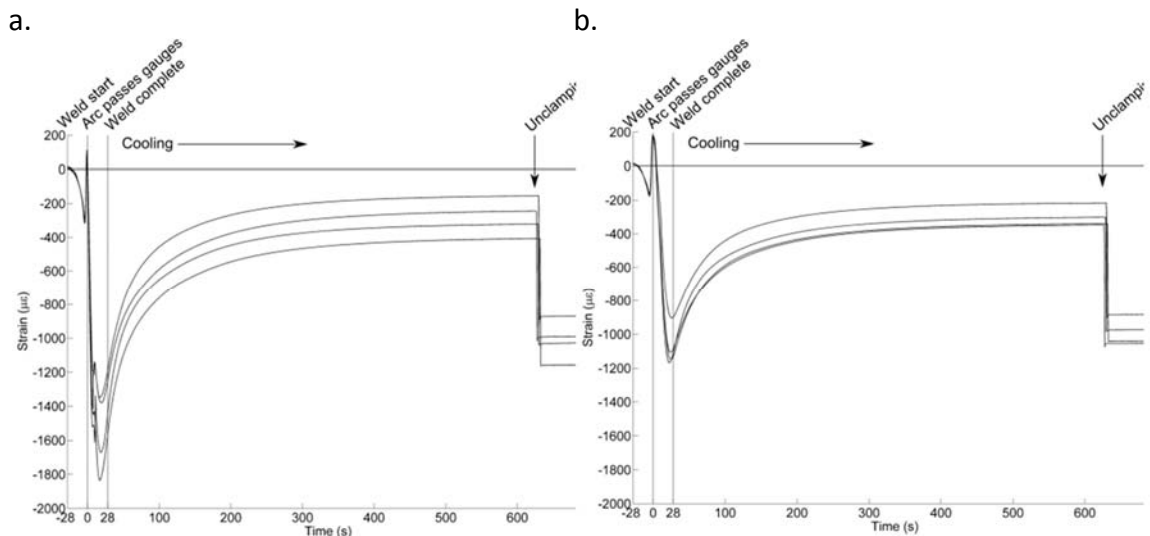 a.
Weld start
Arc passes gauges
Weld complete
Unclampi
Cooling
200
0
-200
-400
-600
-800
-1000
-1200
-1400
-1600
-1800
-2000
Strain (με)
-28 0 28 100 200 300 400 500 600
Time (s)
b.
Weld start
Arc passes gauges
Weld complete
Unclampi
Cooling
200
0
-200
-400
-600
-800
-1000
-1200
-1400
-1600
-1800
-2000
Strain (με)
-28 0 28 100 200 300 400 500 600
Time (s)